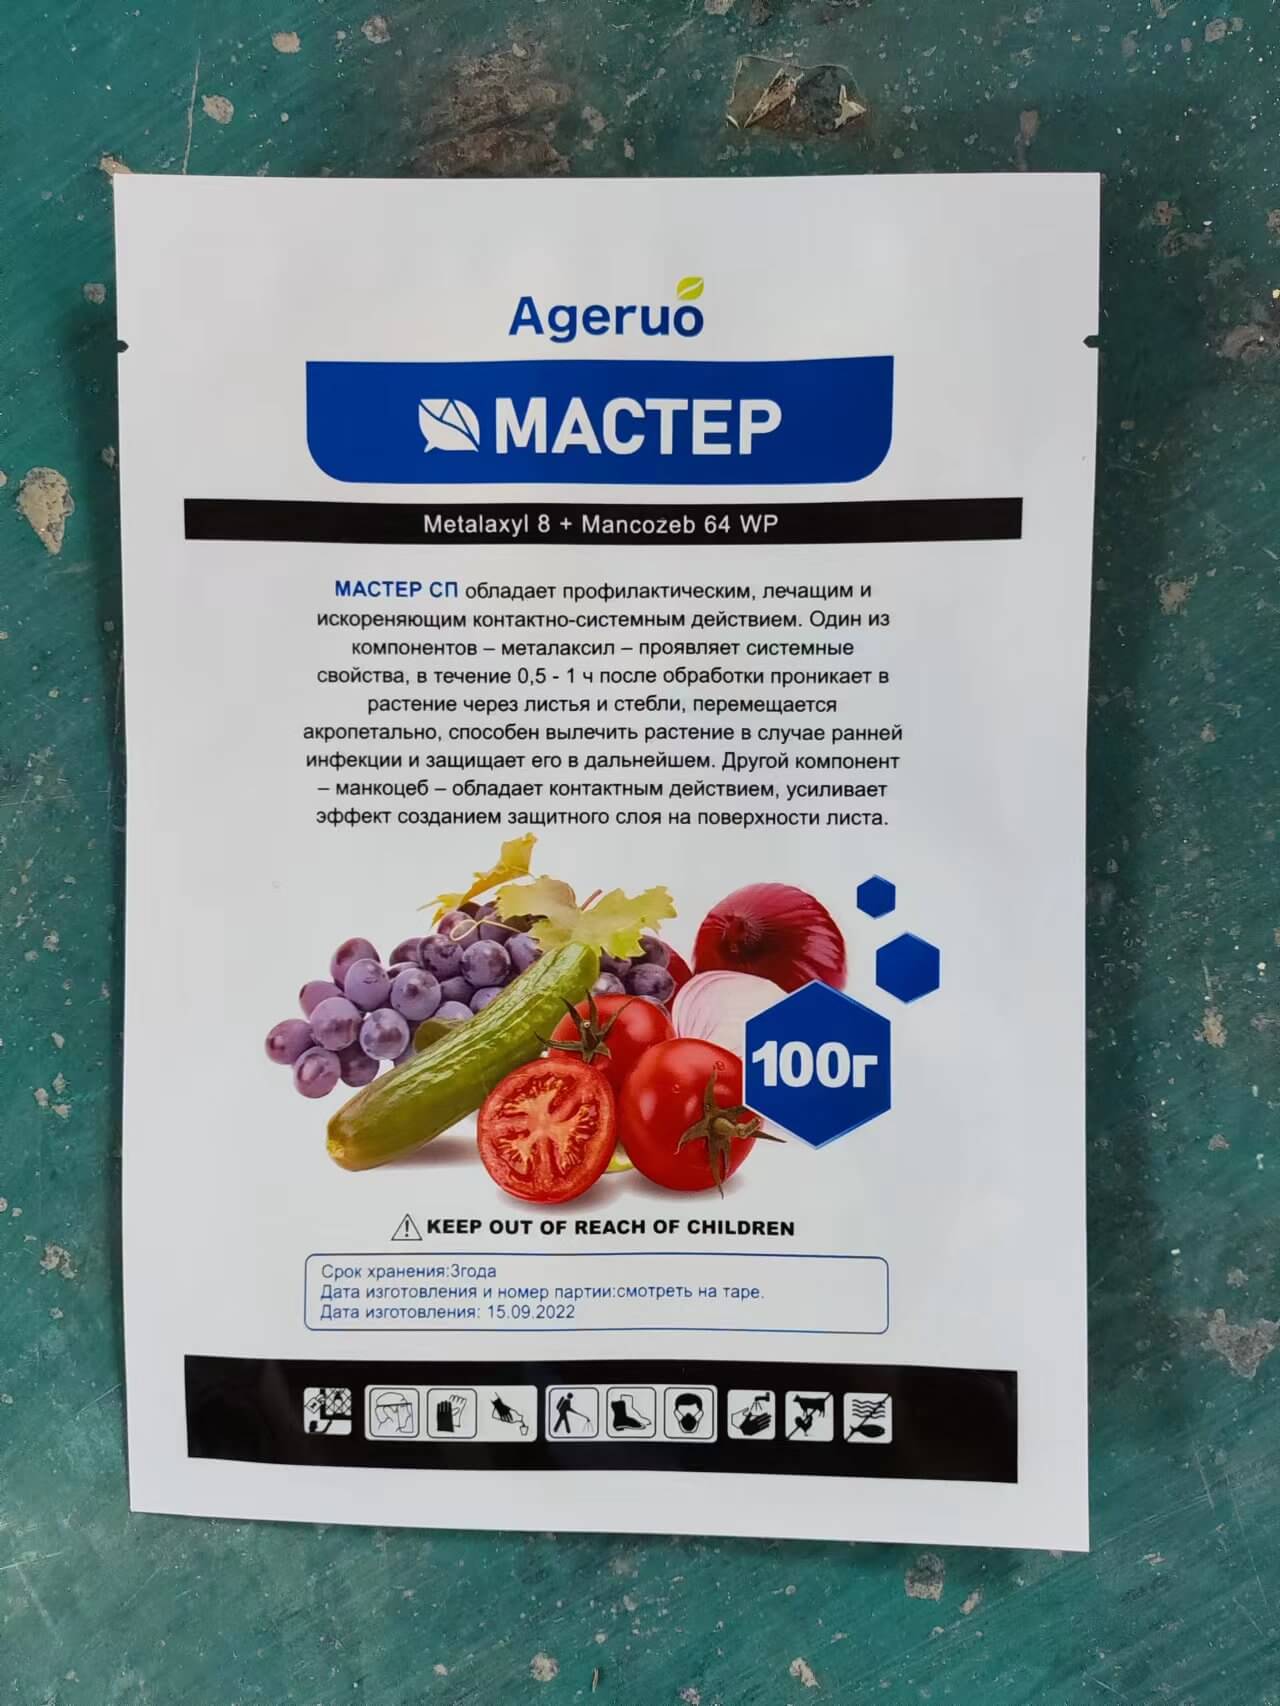 Ageruo
МАСТЕР
Metalaxyl 8 + Mancozeb 64 WP
МАСТЕР СП обладает профилактическим, лечащим и
искореняющим контактно-системным действием. Один из
компонентов – металаксил – проявляет системные
свойства, в течение 0,5 - 1 ч после обработки проникает в
растение через листья и стебли, перемещается
акропетально, способен вылечить растение в случае ранней
инфекции и защищает его в дальнейшем. Другой компонент
– манкоцеб – обладает контактным действием, усиливает
эффект созданием защитного слоя на поверхности листа.
100г
KEEP OUT OF REACH OF CHILDREN
Срок хранения:3года
Дата изготовления и номер партии:смотреть на таре.
Дата изготовления: 15.09.2022